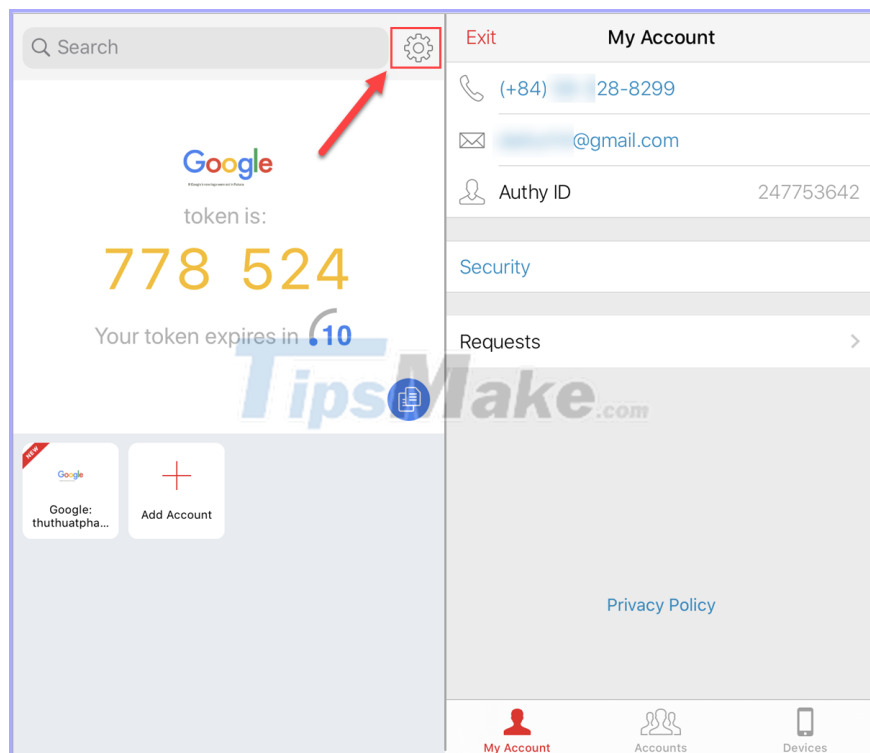 Search
Google
token is:
778 524
Your token expires in 10
NEW
Google
Google:
thuthuatpha...
Add Account
Exit
My Account
(+84) 28-8299
@gmail.com
Authy ID
247753642
Security
Requests
Privacy Policy
My Account
Accounts
Devices
TipsMake.com